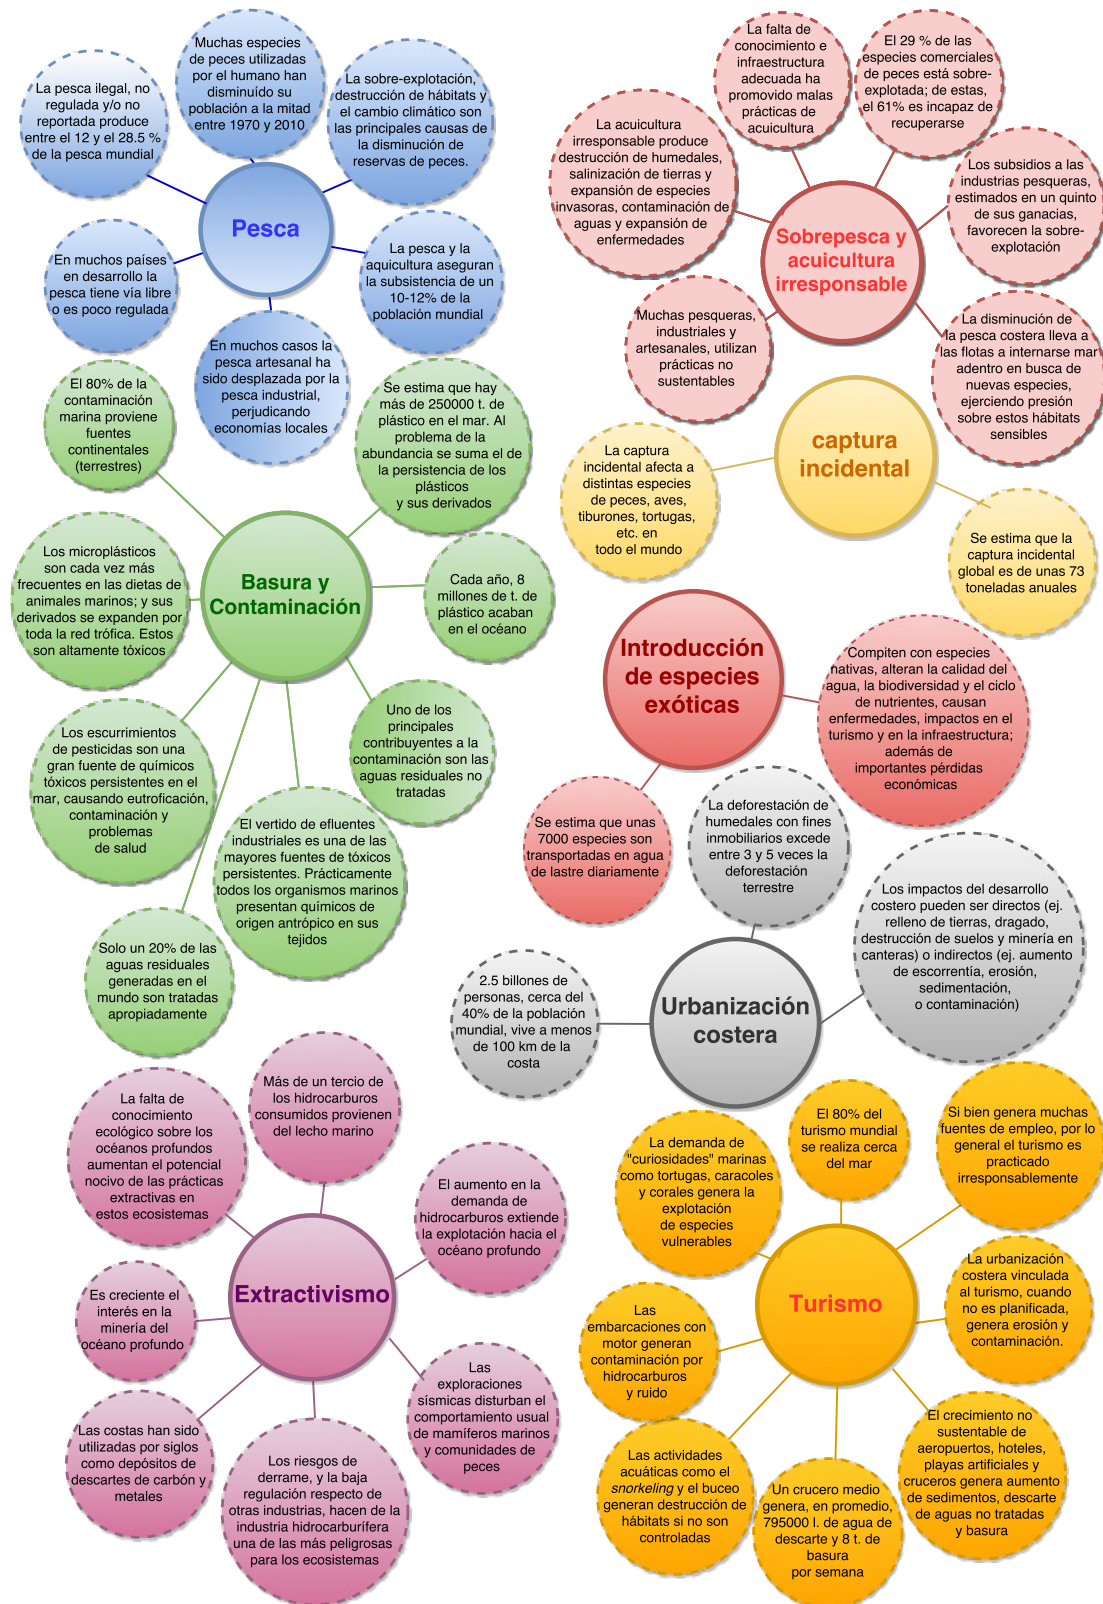 Muchas especies
de peces utilizadas
por el humano han
disminuído su
población a la mitad
entre 1970 y 2010
La pesca ilegal, no
regulada y/o no
reportada produce
entre el 12 y el 28.5 %
de la pesca mundial
La sobre-explotación,
destrucción de hábitats y
el cambio climático son
las principales causas de
la disminución de
reservas de peces.
Pesca
En muchos países
en desarrollo la
pesca tiene vía libre
o es poco regulada
La pesca y la
aquicultura aseguran
la subsistencia de un
10-12% de la
población mundial
En muchos casos la
pesca artesanal ha
sido desplazada por la
pesca industrial,
perjudicando
economías locales
La falta de
conocimiento e
infraestructura
adecuada ha
promovido malas
prácticas de
acuicultura
El 29 % de las
especies comerciales
de peces está sobre-
explotada; de estas,
el 61% es incapaz de
recuperarse
La acuicultura
irresponsable produce
destrucción de humedales,
salinización de tierras y
expansión de especies
invasoras, contaminación de
aguas y expansión de
enfermedades
Los subsidios a las
industrias pesqueras,
estimados en un quinto
de sus ganacias,
favorecen la sobre-
explotación
Sobrepesca y
acuicultura
irresponsable
Muchas pesqueras,
industriales y
artesanales, utilizan
prácticas no
sustentables
La disminución de
la pesca costera lleva a
las flotas a internarse mar
adentro en busca de
nuevas especies,
ejerciendo presión
sobre estos hábitats
sensibles
captura
incidental
La captura
incidental afecta a
distintas especies
de peces, aves,
tiburones, tortugas,
etc. en
todo el mundo
Se estima que la
captura incidental
global es de unas 73
toneladas anuales
El 80% de la
contaminación
marina proviene
fuentes
continentales
(terrestres)
Se estima que hay
más de 250000 t. de
plástico en el mar. Al
problema de la
abundancia se suma el de
la persistencia de los
plásticos
y sus derivados
Los microplásticos
son cada vez más
frecuentes en las dietas de
animales marinos; y sus
derivados se expanden por
toda la red trófica. Estos
son altamente tóxicos
Basura y
Contaminación
Cada año, 8
millones de t. de
plástico acaban
en el océano
Los escurrimientos
de pesticidas son una
gran fuente de químicos
tóxicos persistentes en el
mar, causando eutroficación,
contaminación y
problemas
de salud
Uno de los
principales
contribuyentes a la
contaminación son las
aguas residuales no
tratadas
El vertido de efluentes
industriales es una de las
mayores fuentes de tóxicos
persistentes. Prácticamente
todos los organismos marinos
presentan químicos de
origen antrópico en sus
tejidos
Solo un 20% de las
aguas residuales
generadas en el
mundo son tratadas
apropiadamente
Introducción
de especies
exóticas
Compiten con especies
nativas, alteran la calidad del
agua, la biodiversidad y el ciclo
de nutrientes, causan
enfermedades, impactos en el
turismo y en la infraestructura;
además de
importantes pérdidas
económicas
Se estima que unas
7000 especies son
transportadas en agua
de lastre diariamente
La deforestación de
humedales con fines
inmobiliarios excede
entre 3 y 5 veces la
deforestación
terrestre
Los impactos del desarrollo
costero pueden ser directos (ej.
relleno de tierras, dragado,
destrucción de suelos y minería en
canteras) o indirectos (ej. aumento
de escorrentía, erosión,
sedimentación,
o contaminación)
2.5 billones de
personas, cerca del
40% de la población
mundial, vive a menos
de 100 km de la
costa
Urbanización
costera
La falta de
conocimiento
ecológico sobre los
océanos profundos
aumentan el potencial
nocivo de las prácticas
extractivas en
estos ecosistemas
Más de un tercio de
los hidrocarburos
consumidos provienen
del lecho marino
El aumento en la
demanda de
hidrocarburos extiende
la explotación hacia el
océano profundo
Extractivismo
Es creciente el
interés en la
minería del
océano profundo
Las costas han sido
utilizadas por siglos
como depósitos de
descartes de carbón y
metales
Los riesgos de
derrame, y la baja
regulación respecto de
otras industrias, hacen de la
industria hidrocarburífera
una de las más peligrosas
para los ecosistemas
Las
exploraciones
sísmicas disturban el
comportamiento usual
de mamíferos marinos
y comunidades de
peces
La demanda de
"curiosidades" marinas
como tortugas, caracoles
y corales genera la
explotación
de especies
vulnerables
El 80% del
turismo mundial
se realiza cerca
del mar
Si bien genera muchas
fuentes de empleo, por lo
general el turismo es
practicado
irresponsablemente
Turismo
La urbanización
costera vinculada
al turismo, cuando
no es planificada,
genera erosión y
contaminación.
Las
embarcaciones con
motor generan
contaminación por
hidrocarburos
y ruido
Las actividades
acuáticas como el
snorkeling y el buceo
generan destrucción de
hábitats si no son
controladas
Un crucero medio
genera, en promedio,
795000 l. de agua de
descarte y 8 t. de
basura
por semana
El crecimiento no
sustentable de
aeropuertos, hoteles,
playas artificiales y
cruceros genera aumento
de sedimentos, descarte
de aguas no tratadas
y basura